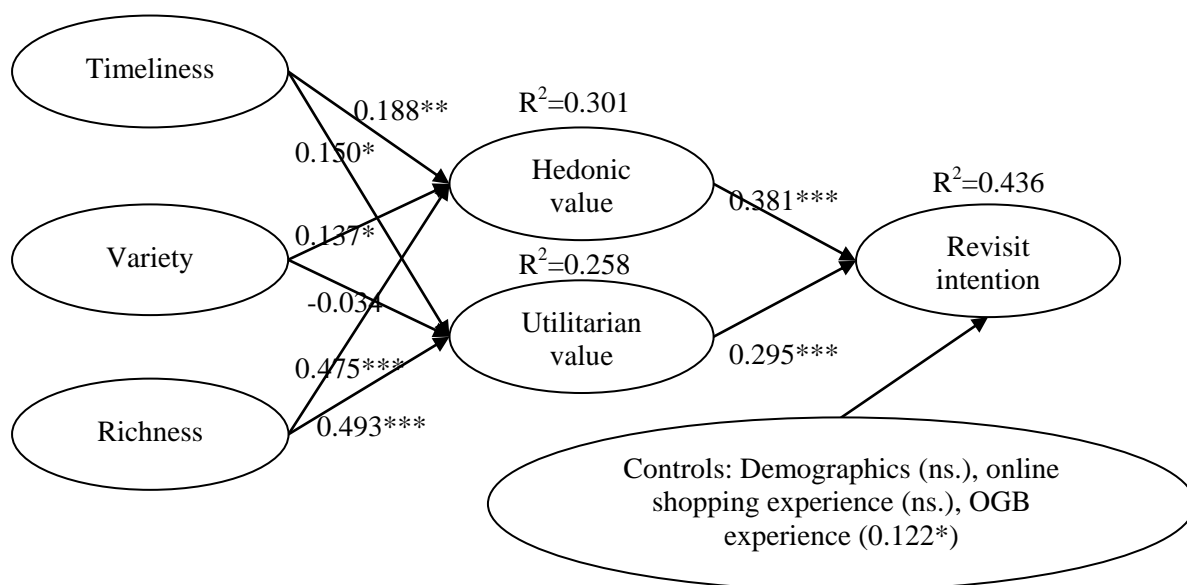 Timeliness
0.188**
R²=0.301
0.150*
Hedonic
value
0.381***
R²=0.436
Variety
0.137*
Revisit
intention
R²=0.258
-0.034
Utilitarian
value
0.295***
0.475***
Richness
0.493***
Controls: Demographics (ns.), online
shopping experience (ns.), OGB
experience (0.122*)